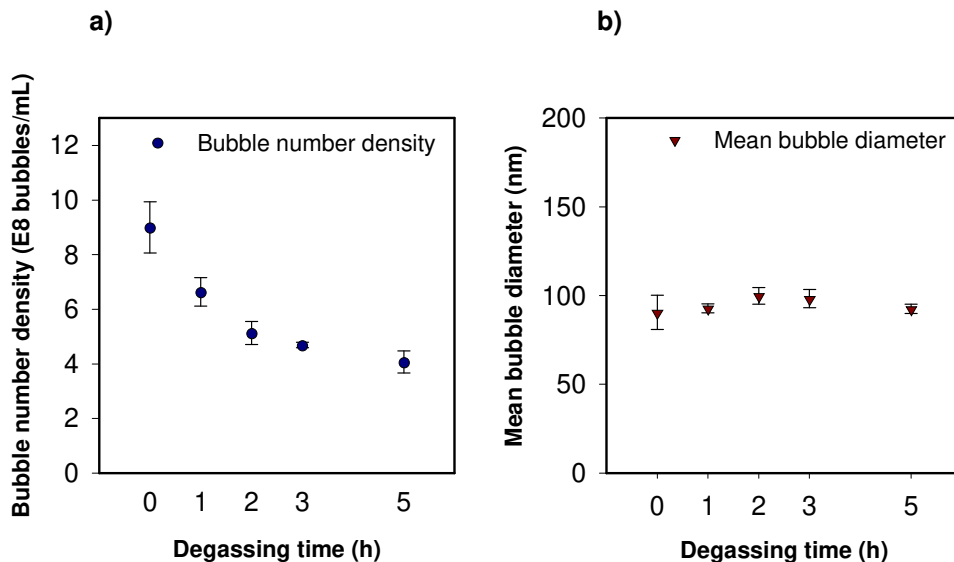 a)
Bubble number density (E8 bubbles/mL)
12
10
8
6
4
2
0
Bubble number density
0 1 2 3 5
Degassing time (h)
b)
Mean bubble diameter (nm)
200
150
100
50
0
Mean bubble diameter
0 1 2 3 5
Degassing time (h)